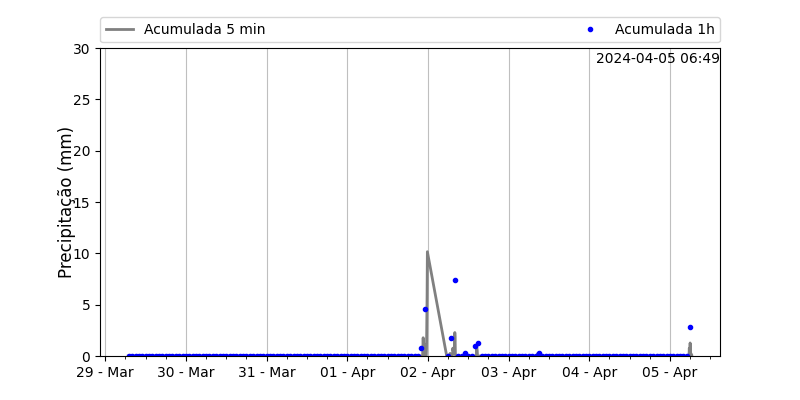 Acumulada 5 min Acumulada 1h
2024-04-05 06:49
Precipitação (mm)
30
25
20
15
10
5
0
29 - Mar 30 - Mar 31 - Mar 01 - Apr 02 - Apr 03 - Apr 04 - Apr 05 - Apr